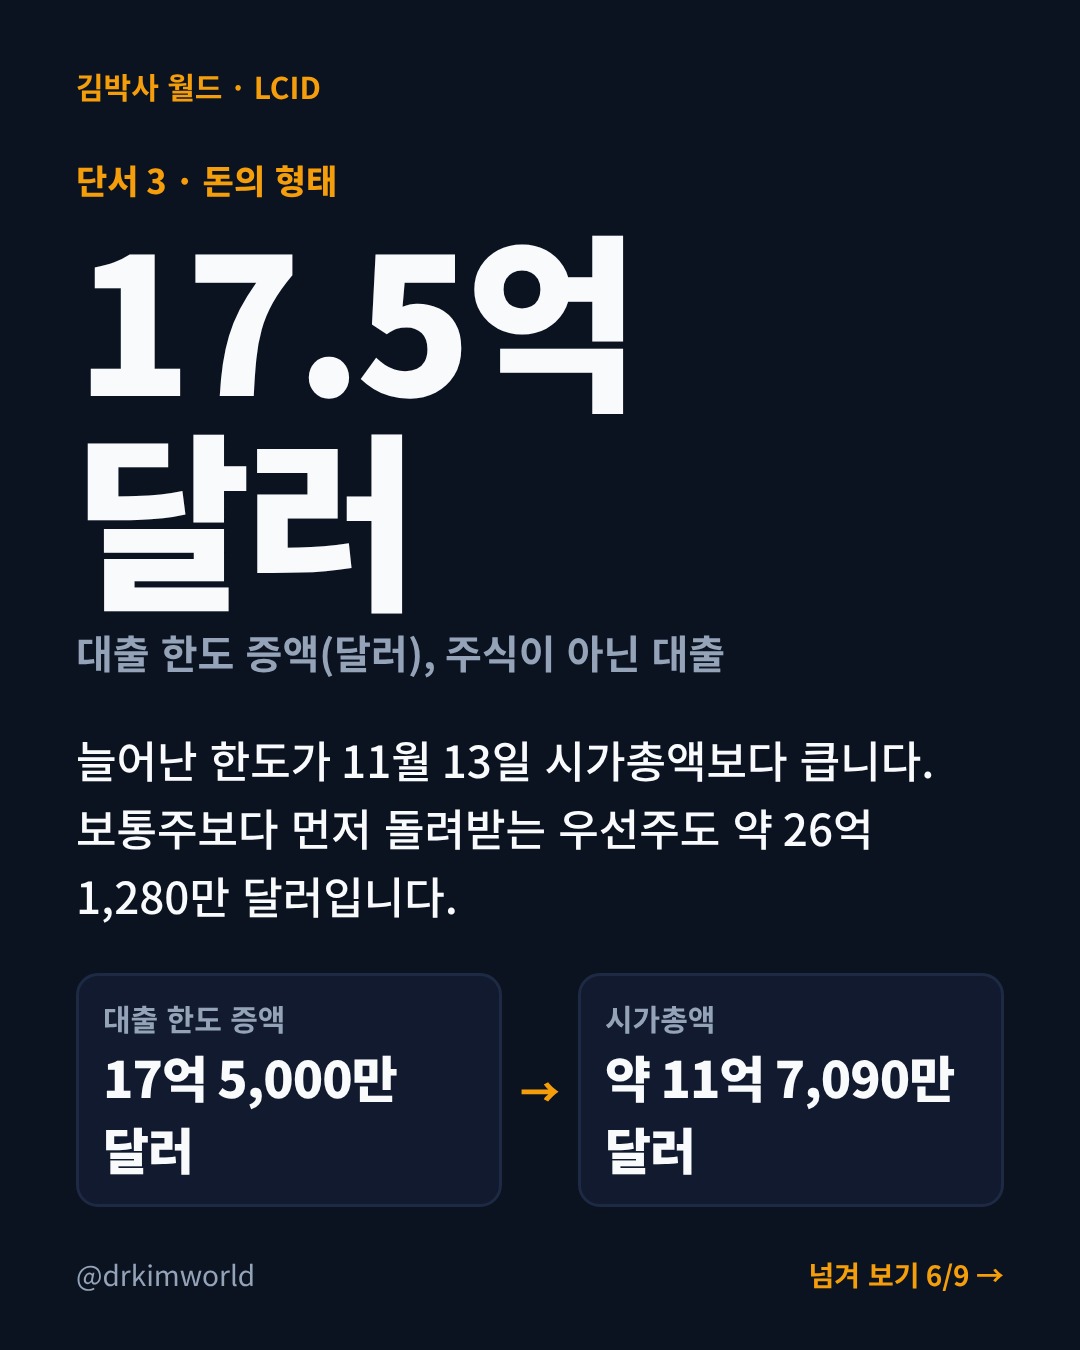 김박사 월드 · LCID
단서 3 · 돈의 형태
17.5억
달러
대출 한도 증액(달러), 주식이 아닌 대출
늘어난 한도가 11월 13일 시가총액보다 큽니다.
보통주보다 먼저 돌려받는 우선주도 약 26억
1,280만 달러입니다.
대출 한도 증액
17억 5,000만
달러
→
시가총액
약 11억 7,090만
달러
@drkimworld
넘겨 보기 6/9 →